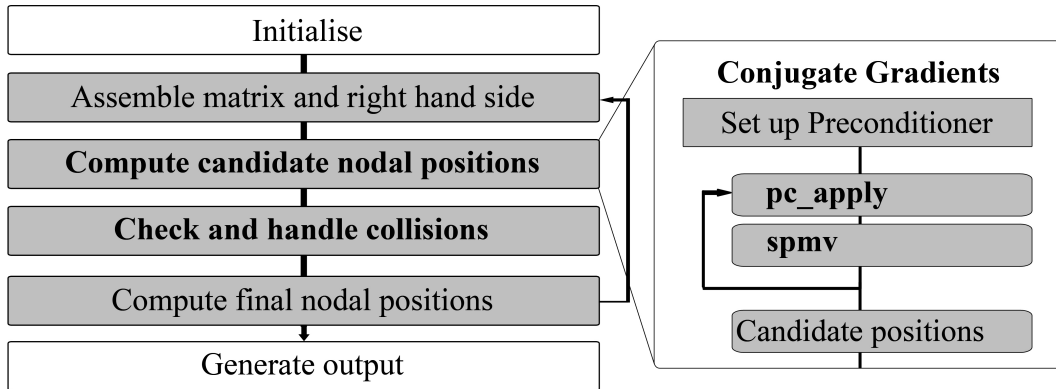 Initialise
Assemble matrix and right hand side
Compute candidate nodal positions
Check and handle collisions
Compute final nodal positions
Generate output
Conjugate Gradients
Set up Preconditioner
pc_apply
spmv
Candidate positions